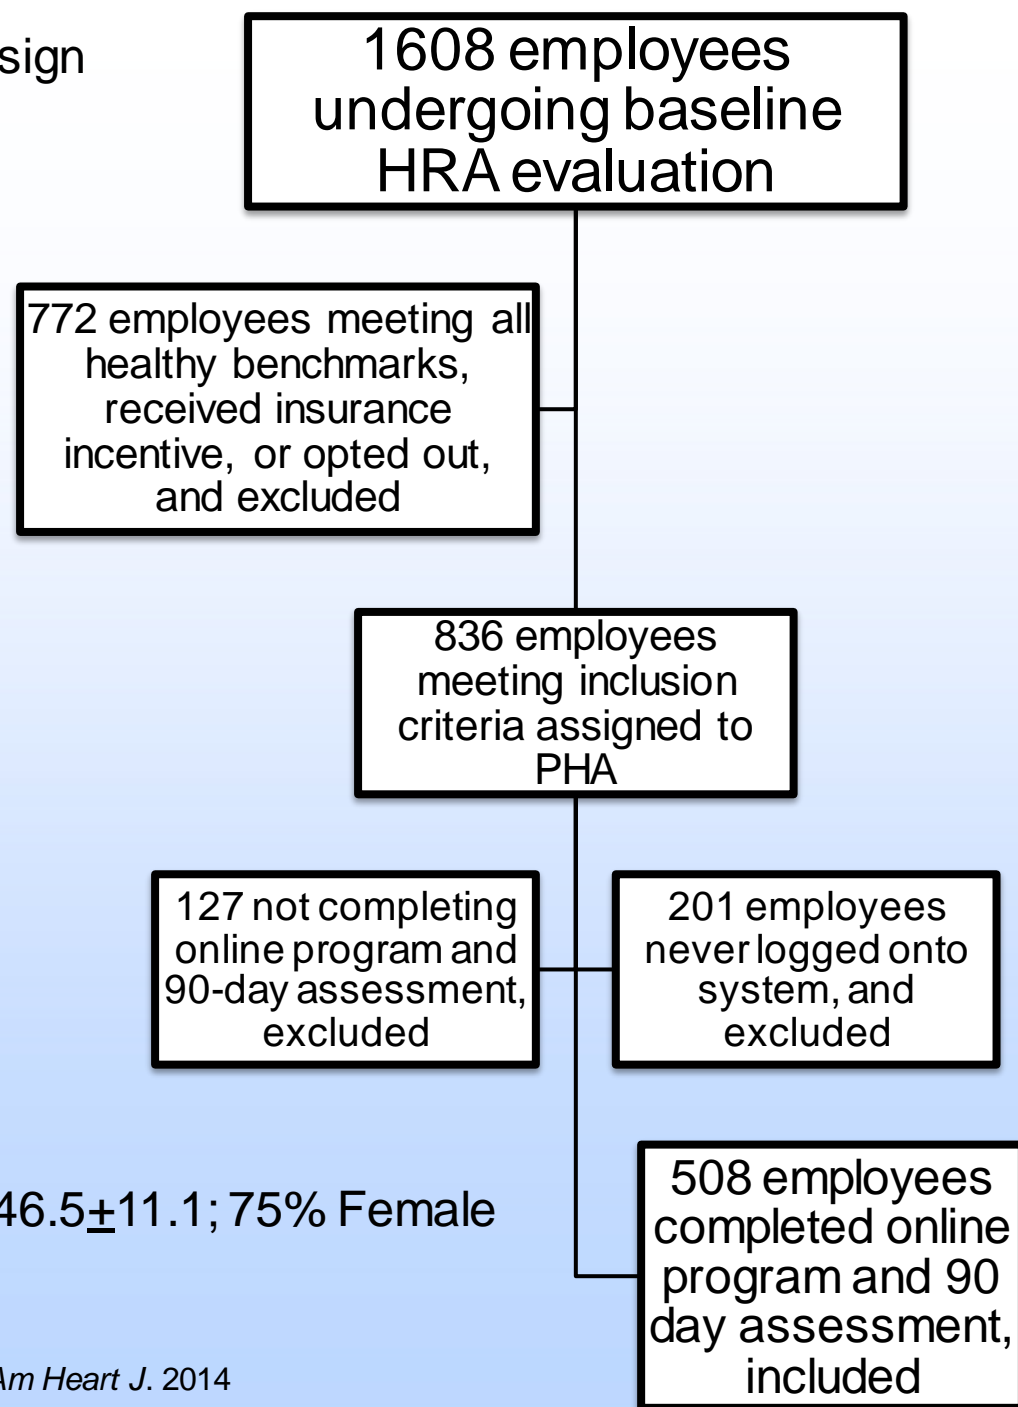 sign
1608 employees
undergoing baseline
HRA evaluation
772 employees meeting all
healthy benchmarks,
received insurance
incentive, or opted out,
and excluded
836 employees
meeting inclusion
criteria assigned to
PHA
127 not completing
online program and
90-day assessment,
excluded
201 employees
never logged onto
system, and
excluded
46.5±11.1; 75% Female
508 employees
completed online
program and 90
day assessment,
included
Am Heart J. 2014